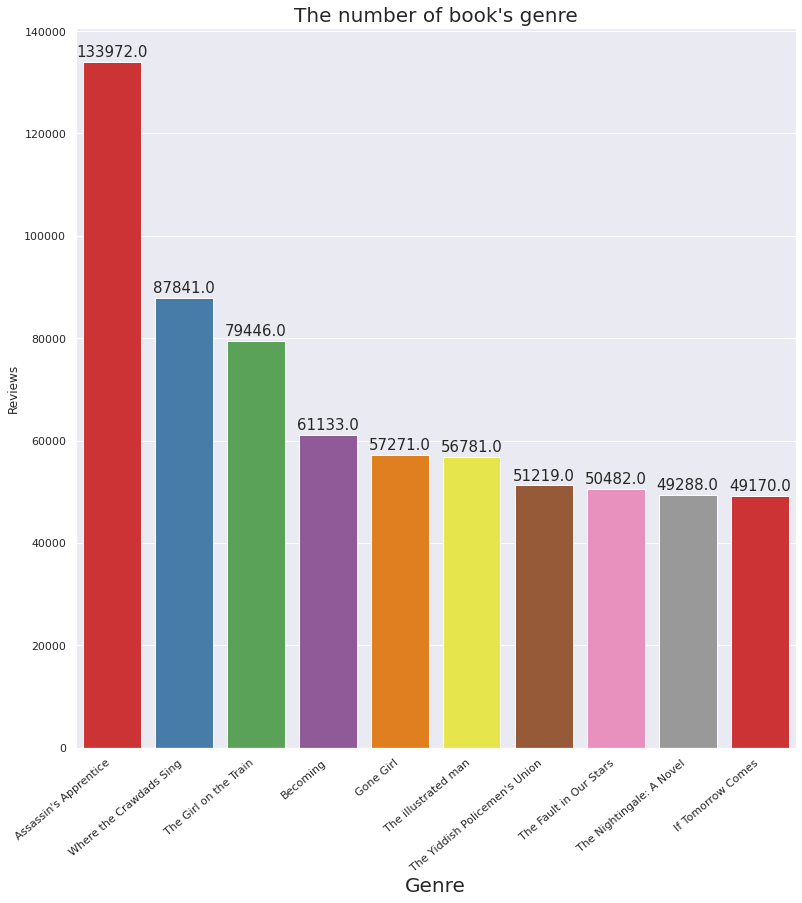 The number of book's genre
140000
120000
100000
80000
60000
40000
20000
0
Reviews
133972.0
87841.0
79446.0
61133.0
57271.0
56781.0
51219.0
50482.0
49288.0
49170.0
Assassin's Apprentice
Where the Crawdads Sing
The Girl on the Train
Becoming
Gone Girl
The illustrated man
The Yiddish Policemen's Union
The Fault in Our Stars
The Nightingale: A Novel
If Tomorrow Comes
Genre